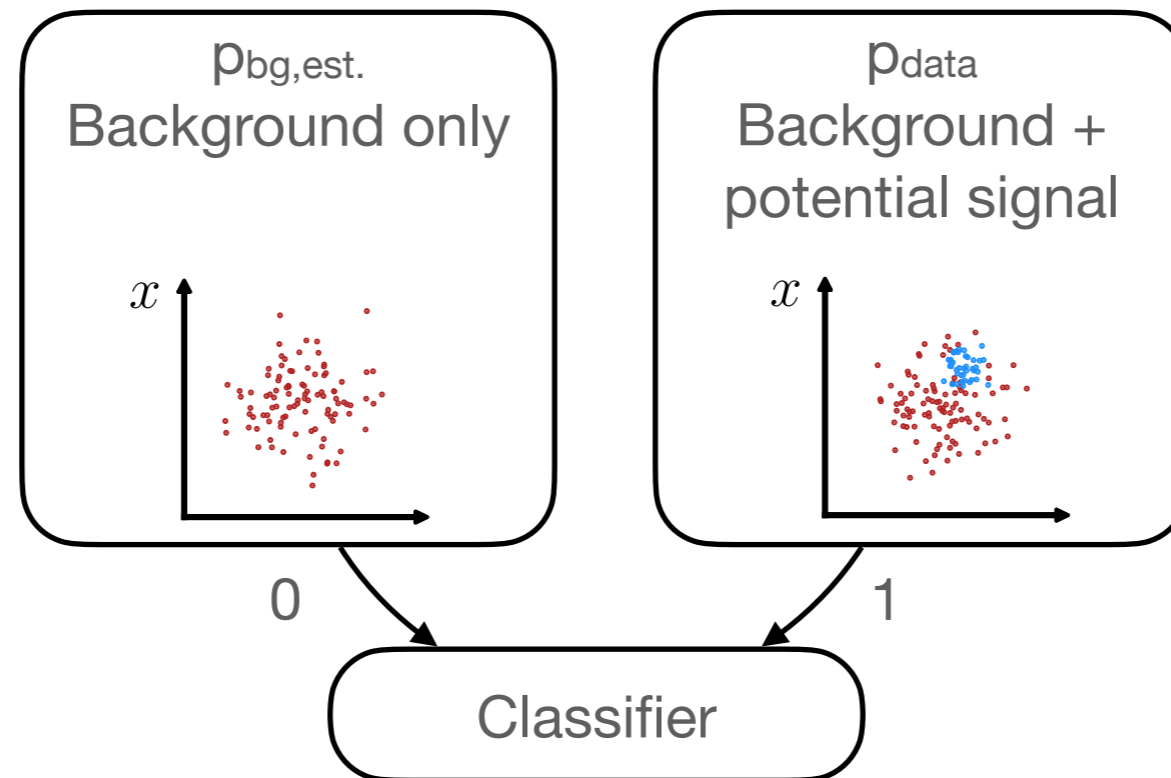 pbg,est.
Background only
x
pdata
Background +
potential signal
x
0
1
Classifier